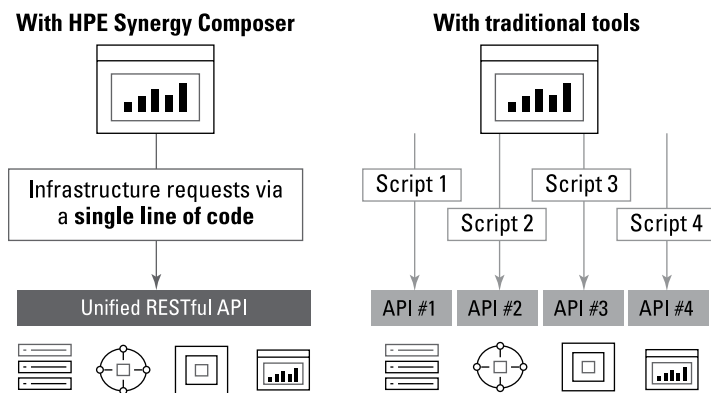 With HPE Synergy Composer
Infrastructure requests via
a single line of code
Unified RESTful API
With traditional tools
Script 1
Script 3
Script 2
Script 4
API #1
API #2
API #3
API #4